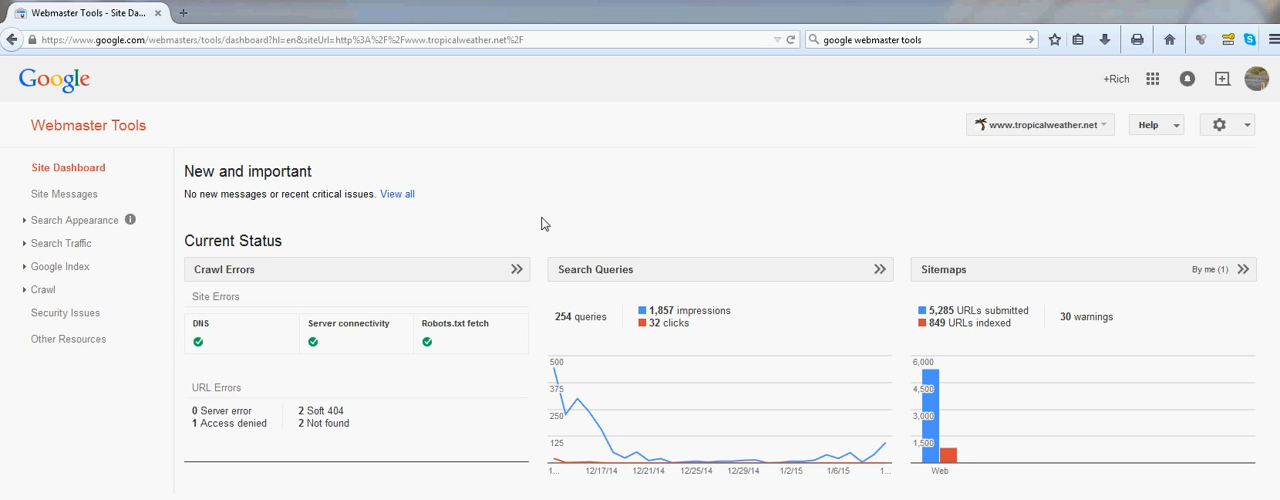 Webmaster Tools - Site Da...
https://www.google.com/webmasters/tools/dashboard?hl=en&siteUrl=http%3A%2F%2Fwww.tropicalweather.net%2F
google webmaster tools
Google
+Rich
Webmaster Tools
www.tropicalweather.net
Help
Site Dashboard
Site Messages
Search Appearance
Search Traffic
Google Index
Crawl
Security Issues
Other Resources
New and important
No new messages or recent critical issues. View all
Current Status
Crawl Errors
Site Errors
DNS Server connectivity Robots.txt fetch
URL Errors
0 Server error 2 Soft 404
1 Access denied 2 Not found
Search Queries
254 queries
1,857 impressions
32 clicks
500
375
250
125
1... 12/17/14 12/21/14 12/25/14 12/29/14 1/2/15 1/6/15 1...
Sitemaps By me (1)
5,285 URLs submitted
849 URLs indexed
30 warnings
6,000
4,500
3,000
1,500
Web